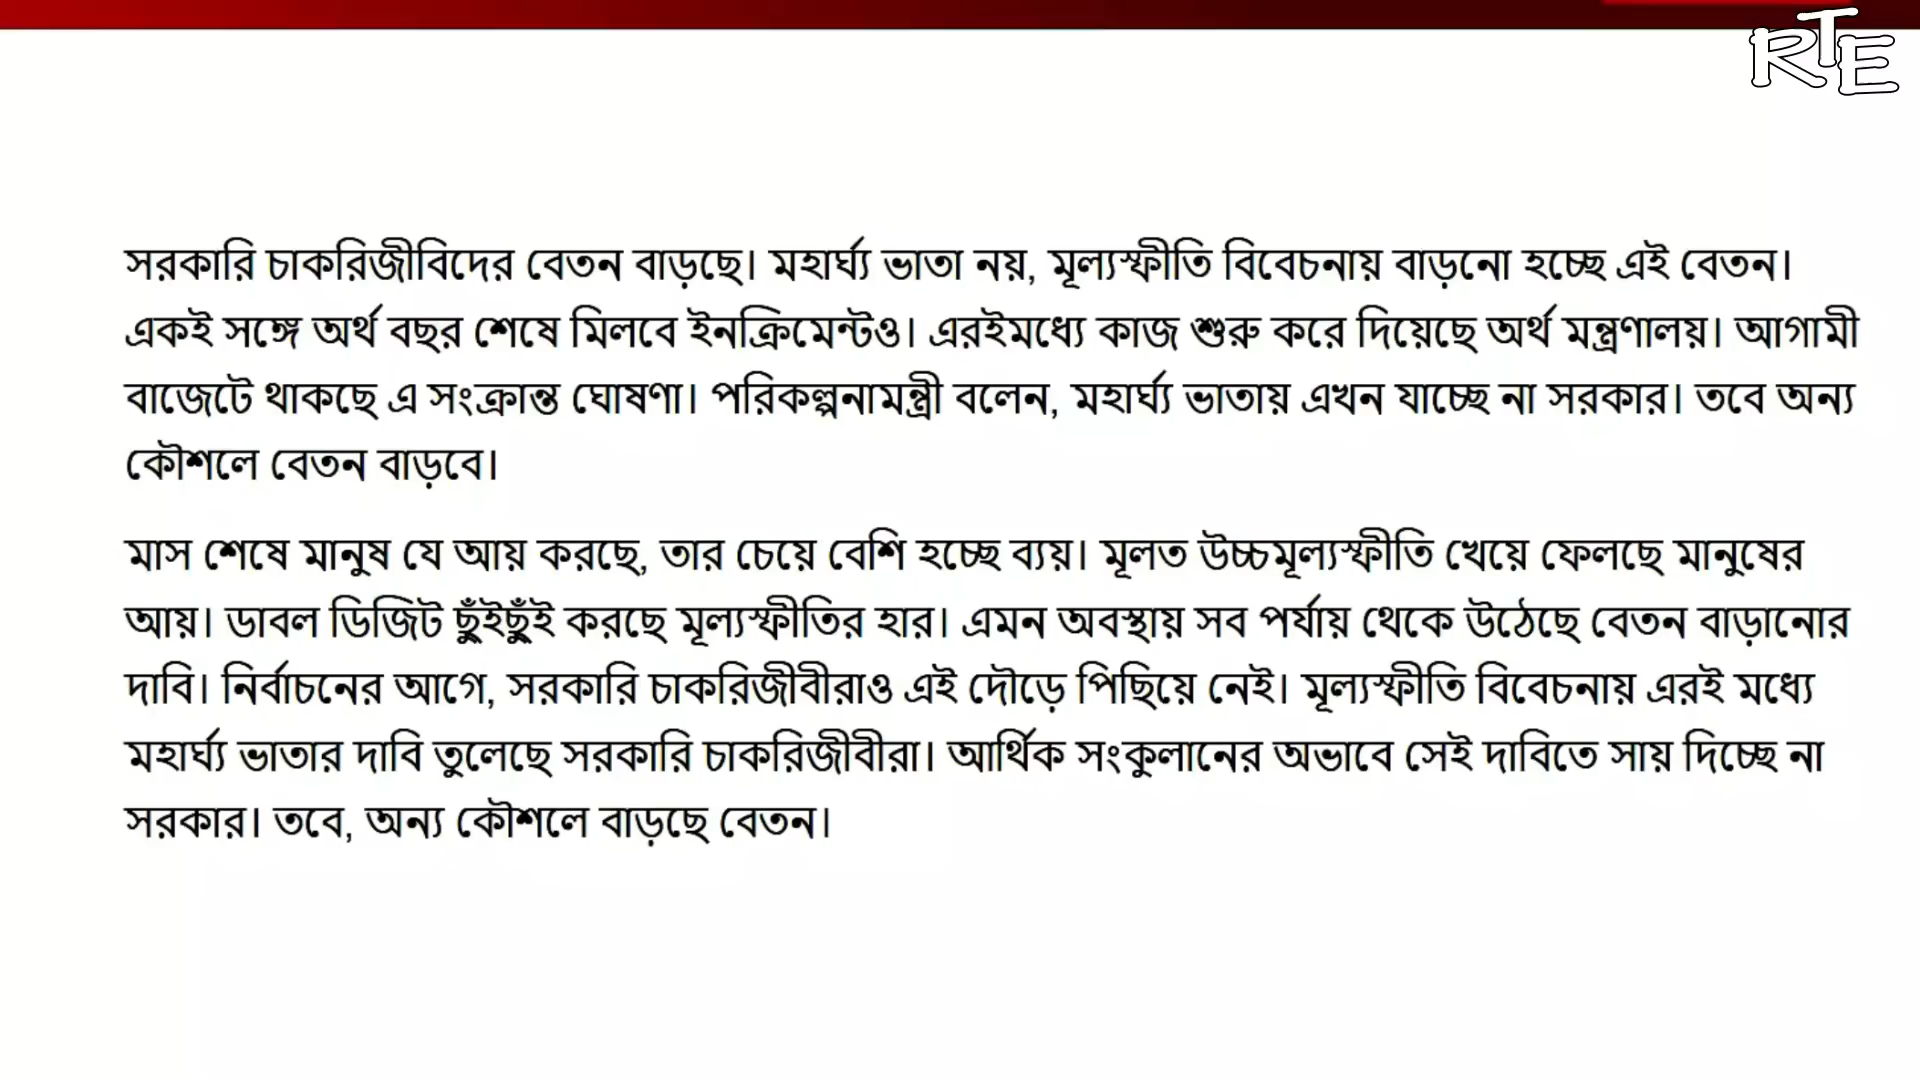 RTE
সরকারি চাকরিজীবিদের বেতন বাড়ছে। মহার্ঘ্য ভাতা নয়, মূল্যস্ফীতি বিবেচনায় বাড়নো হচ্ছে এই বেতন।
একই সঙ্গে অর্থ বছর শেষে মিলবে ইনক্রিমেন্টও। এরইমধ্যে কাজ শুরু করে দিয়েছে অর্থ মন্ত্রণালয়। আগামী
বাজেটে থাকছে এ সংক্রান্ত ঘোষণা। পরিকল্পনামন্ত্রী বলেন, মহার্ঘ্য ভাতায় এখন যাচ্ছে না সরকার। তবে অন্য
কৌশলে বেতন বাড়বে।
মাস শেষে মানুষ যে আয় করছে, তার চেয়ে বেশি হচ্ছে ব্যয়। মূলত উচ্চমূল্যস্ফীতি খেয়ে ফেলছে মানুষের
আয়। ডাবল ডিজিট ছুঁইছুঁই করছে মূল্যস্ফীতির হার। এমন অবস্থায় সব পর্যায় থেকে উঠেছে বেতন বাড়ানোর
দাবি। নির্বাচনের আগে, সরকারি চাকরিজীবীরাও এই দৌড়ে পিছিয়ে নেই। মূল্যস্ফীতি বিবেচনায় এরই মধ্যে
মহার্ঘ্য ভাতার দাবি তুলেছে সরকারি চাকরিজীবীরা। আর্থিক সংকুলানের অভাবে সেই দাবিতে সায় দিচ্ছে না
সরকার। তবে, অন্য কৌশলে বাড়ছে বেতন।